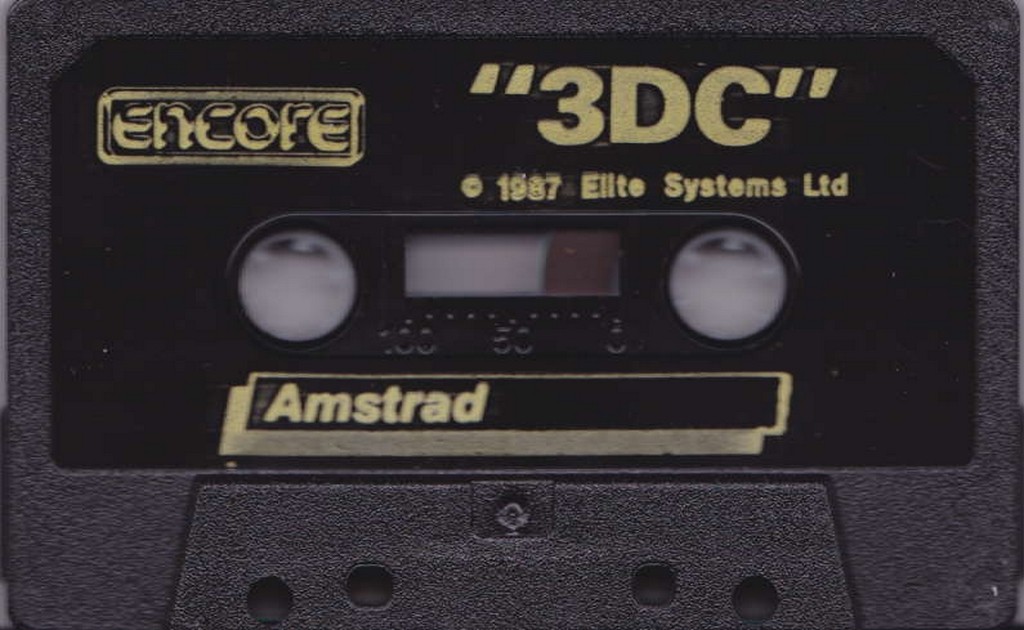 encore
"3DC"
© 1987 Elite Systems Ltd
100 50 0
Amstrad